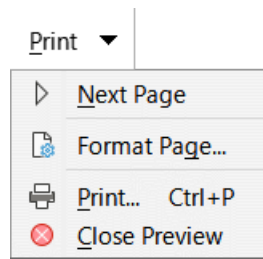 Print
Next Page
Format Page...
Print... Ctrl+P
Close Preview